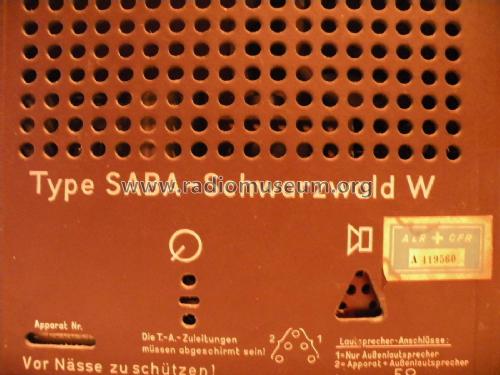 Type SABA-Schwarzwald W
www.radiomuseum.org
A&R + CFR
A 419560
Apparat Nr.
Die T.-A.-Zuleitungen
müssen abgeschirmt sein!
2 1
Lautsprecher-Anschlüsse:
1=Nur Außenlautsprecher
2= Apparat + Außenlautsprecher
Vor Nässe zu schützen!